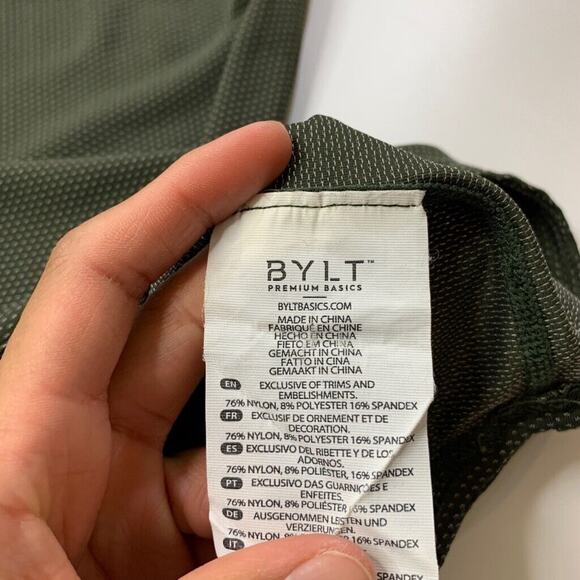 BYLT™
PREMIUM BASICS
BYLTBASICS.COM
MADE IN CHINA
FABRIQUÉ EN CHINE
HECHO EN CHINA
FIETO EM CHINA
GEMACHT IN CHINA
FATTO IN CINA
GEMAAKT IN CHINA
EN EXCLUSIVE OF TRIMS AND
EMBELISHMENTS.
76% NYLON, 8% POLYESTER 16% SPANDEX
FR EXCLUSIF DE ORNEMENT ET DE
DECORATION.
76% NYLON, 8% POLYESTER 16% SPANDEX
ES EXCLUSIVO DEL RIBETTE Y DE LOS
ADORNOS.
76% NYLON, 8% POLIÉSTER, 16% SPANDEX
PT EXCLUSIVO DAS GUARNIÇÕES E
ENFEITES.
76% NYLON, 8% POLIÉSTER 16% SPANDEX
DE AUSGENOMMEN LEISTEN UND
VERZIERUNGEN.
76% NYLON, 8% SPANDEX
IT